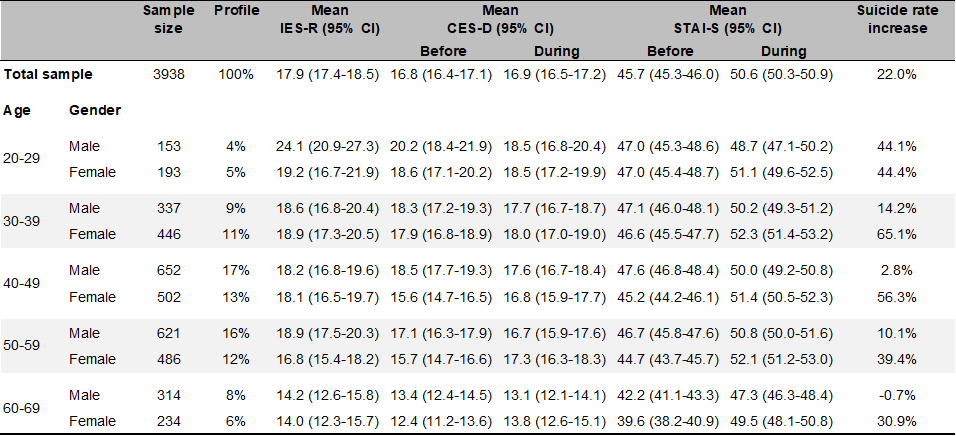 Sample size Profile Mean IES-R (95% CI) Mean CES-D (95% CI) Mean STAI-S (95% CI) Suicide rate increase
Before During Before During
Total sample 3938 100% 17.9 (17.4-18.5) 16.8 (16.4-17.1) 16.9 (16.5-17.2) 45.7 (45.3-46.0) 50.6 (50.3-50.9) 22.0%
Age Gender
20-29
Male 153 4% 24.1 (20.9-27.3) 20.2 (18.4-21.9) 18.5 (16.8-20.4) 47.0 (45.3-48.6) 48.7 (47.1-50.2) 44.1%
Female 193 5% 19.2 (16.7-21.9) 18.6 (17.1-20.2) 18.5 (17.2-19.9) 47.0 (45.4-48.7) 51.1 (49.6-52.5) 44.4%
30-39
Male 337 9% 18.6 (16.8-20.4) 18.3 (17.2-19.3) 17.7 (16.7-18.7) 47.1 (46.0-48.1) 50.2 (49.3-51.2) 14.2%
Female 446 11% 18.9 (17.3-20.5) 17.9 (16.8-18.9) 18.0 (17.0-19.0) 46.6 (45.5-47.7) 52.3 (51.4-53.2) 65.1%
40-49
Male 652 17% 18.2 (16.8-19.6) 18.5 (17.7-19.3) 17.6 (16.7-18.4) 47.6 (46.8-48.4) 50.0 (49.2-50.8) 2.8%
Female 502 13% 18.1 (16.5-19.7) 15.6 (14.7-16.5) 16.8 (15.9-17.7) 45.2 (44.2-46.1) 51.4 (50.5-52.3) 56.3%
50-59
Male 621 16% 18.9 (17.5-20.3) 17.1 (16.3-17.9) 16.7 (15.9-17.6) 46.7 (45.8-47.6) 50.8 (50.0-51.6) 10.1%
Female 486 12% 16.8 (15.4-18.2) 15.7 (14.7-16.6) 17.3 (16.3-18.3) 44.7 (43.7-45.7) 52.1 (51.2-53.0) 39.4%
60-69
Male 314 8% 14.2 (12.6-15.8) 13.4 (12.4-14.5) 13.1 (12.1-14.1) 42.2 (41.1-43.3) 47.3 (46.3-48.4) -0.7%
Female 234 6% 14.0 (12.3-15.7) 12.4 (11.2-13.6) 13.8 (12.6-15.1) 39.6 (38.2-40.9) 49.5 (48.1-50.8) 30.9%